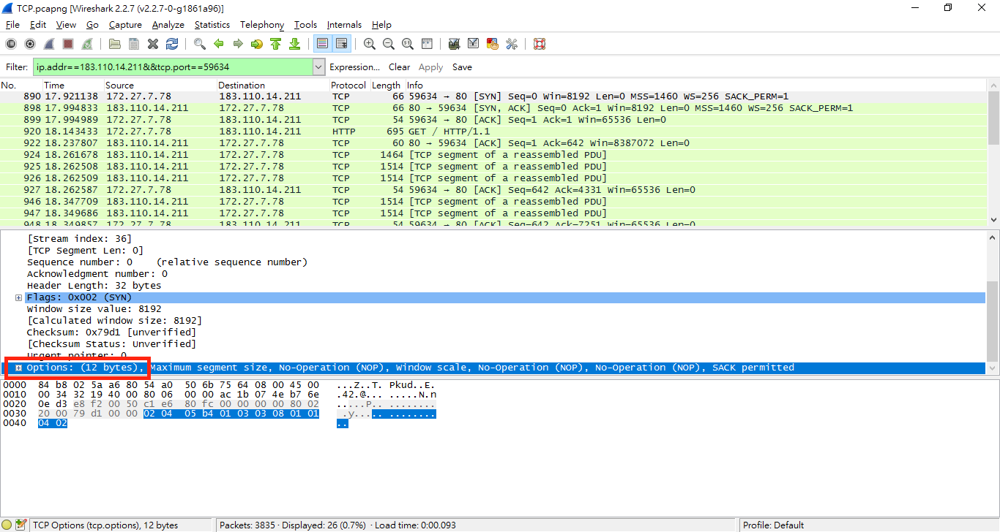 TCP.pcapng [Wireshark 2.2.7 (v2.2.7-0-g1861a96)]
File Edit View Go Capture Analyze Statistics Telephony Tools Internals Help
Filter: ip.addr==183.110.14.211&&tcp.port==59634 Expression... Clear Apply Save
No. Time Source Destination Protocol Length Info
890 17.921138 172.27.7.78 183.110.14.211 TCP 66 59634 → 80 [SYN] Seq=0 Win=8192 Len=0 MSS=1460 WS=256 SACK_PERM=1
898 17.994833 183.110.14.211 172.27.7.78 TCP 66 80 → 59634 [SYN, ACK] Seq=0 Ack=1 Win=8192 Len=0 MSS=1460 WS=256 SACK_PERM=1
899 17.994989 172.27.7.78 183.110.14.211 TCP 54 59634 → 80 [ACK] Seq=1 Ack=1 Win=65536 Len=0
920 18.143433 172.27.7.78 183.110.14.211 HTTP 695 GET / HTTP/1.1
922 18.237807 183.110.14.211 172.27.7.78 TCP 60 80 → 59634 [ACK] Seq=1 Ack=642 Win=8387072 Len=0
924 18.261678 183.110.14.211 172.27.7.78 TCP 1464 [TCP segment of a reassembled PDU]
925 18.262508 183.110.14.211 172.27.7.78 TCP 1514 [TCP segment of a reassembled PDU]
926 18.262509 183.110.14.211 172.27.7.78 TCP 1514 [TCP segment of a reassembled PDU]
927 18.262587 172.27.7.78 183.110.14.211 TCP 54 59634 → 80 [ACK] Seq=642 Ack=4331 Win=65536 Len=0
946 18.347709 183.110.14.211 172.27.7.78 TCP 1514 [TCP segment of a reassembled PDU]
947 18.349686 183.110.14.211 172.27.7.78 TCP 1514 [TCP segment of a reassembled PDU]
948 18.349857 172.27.7.78 183.110.14.211 TCP 54 59634 → 80 [ACK] Seq=642 Ack=7251 Win=65536 Len=0
[Stream index: 36]
[TCP Segment Len: 0]
Sequence number: 0 (relative sequence number)
Acknowledgment number: 0
Header Length: 32 bytes
Flags: 0x002 (SYN)
Window size value: 8192
[Calculated window size: 8192]
Checksum: 0x79d1 [unverified]
[Checksum Status: Unverified]
Urgent pointer: 0
Options: (12 bytes), Maximum segment size, No-Operation (NOP), Window scale, No-Operation (NOP), No-Operation (NOP), SACK permitted
0000 84 b8 02 5a a6 80 54 a0 50 6b 75 64 08 00 45 00 ...Z..T. Pkud..E.
0010 00 34 32 19 40 00 80 06 00 00 ac 1b 07 4e b7 6e .42.@... .....N.n
0020 0e d3 e8 f2 00 50 c1 e6 80 fc 00 00 00 00 80 02 .....P.. ........
0030 20 00 79 d1 00 00 02 04 05 b4 01 03 03 08 01 01 .y..... ........
0040 04 02 ..
TCP Options (tcp.options), 12 bytes Packets: 3835 · Displayed: 26 (0.7%) · Load time: 0:00.093 Profile: Default